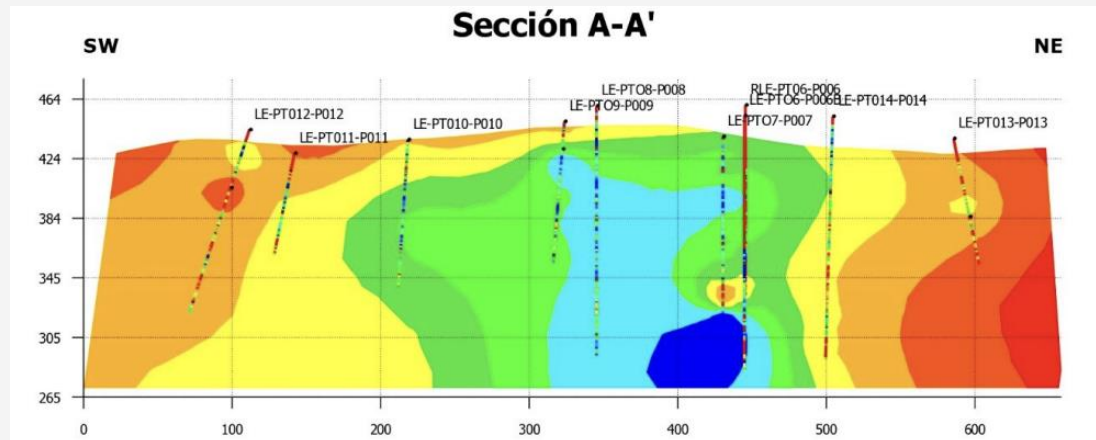 Sección A-A'
SW
NE
464
424
384
345
305
265
LE-PT012-P012
LE-PT011-P011
LE-PT010-P010
LE-PTO8-P008
LE-PTO9-P009
RLE-PT06-P006
LE-PTO6-P006B
LE-PT014-P014
LE-PTO7-P007
LE-PT013-P013
0
100
200
300
400
500
600